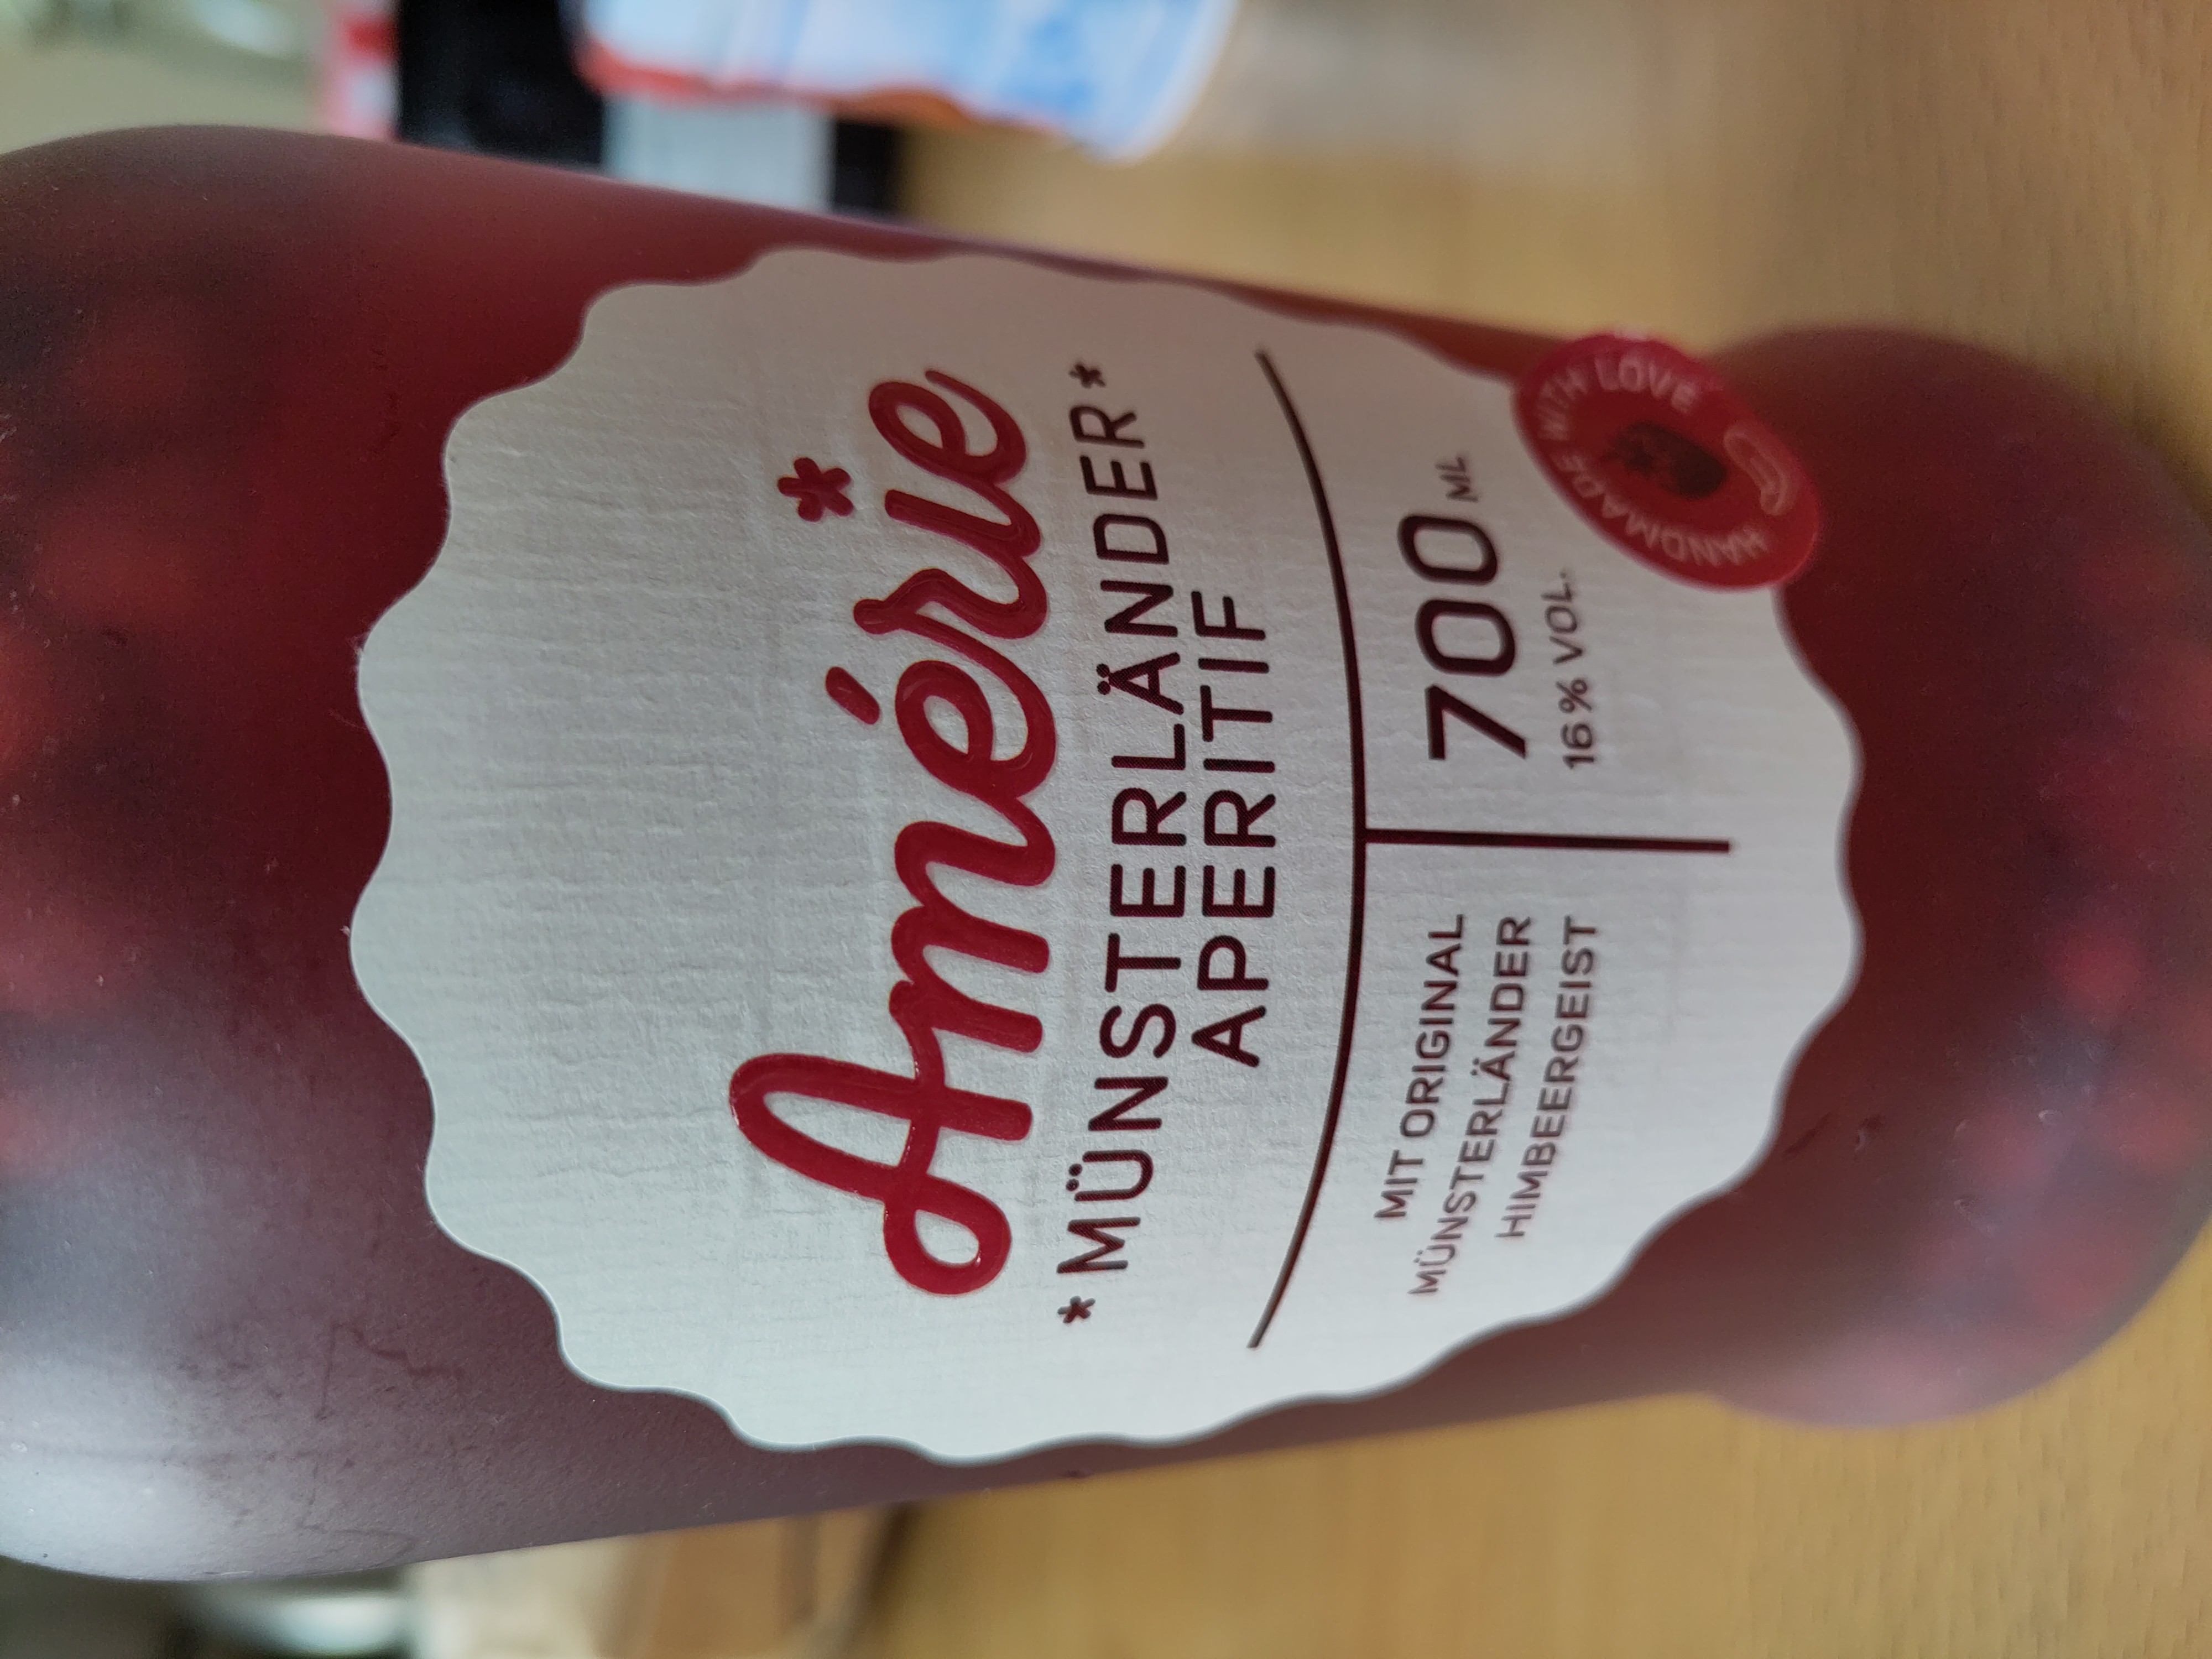 Amérie
*MÜNSTERLÄNDER*
APERITIF
MIT ORIGINAL
MÜNSTERLÄNDER
HIMBEERGEIST
700 ML
16% VOL.
HANDMADE WITH LOVE